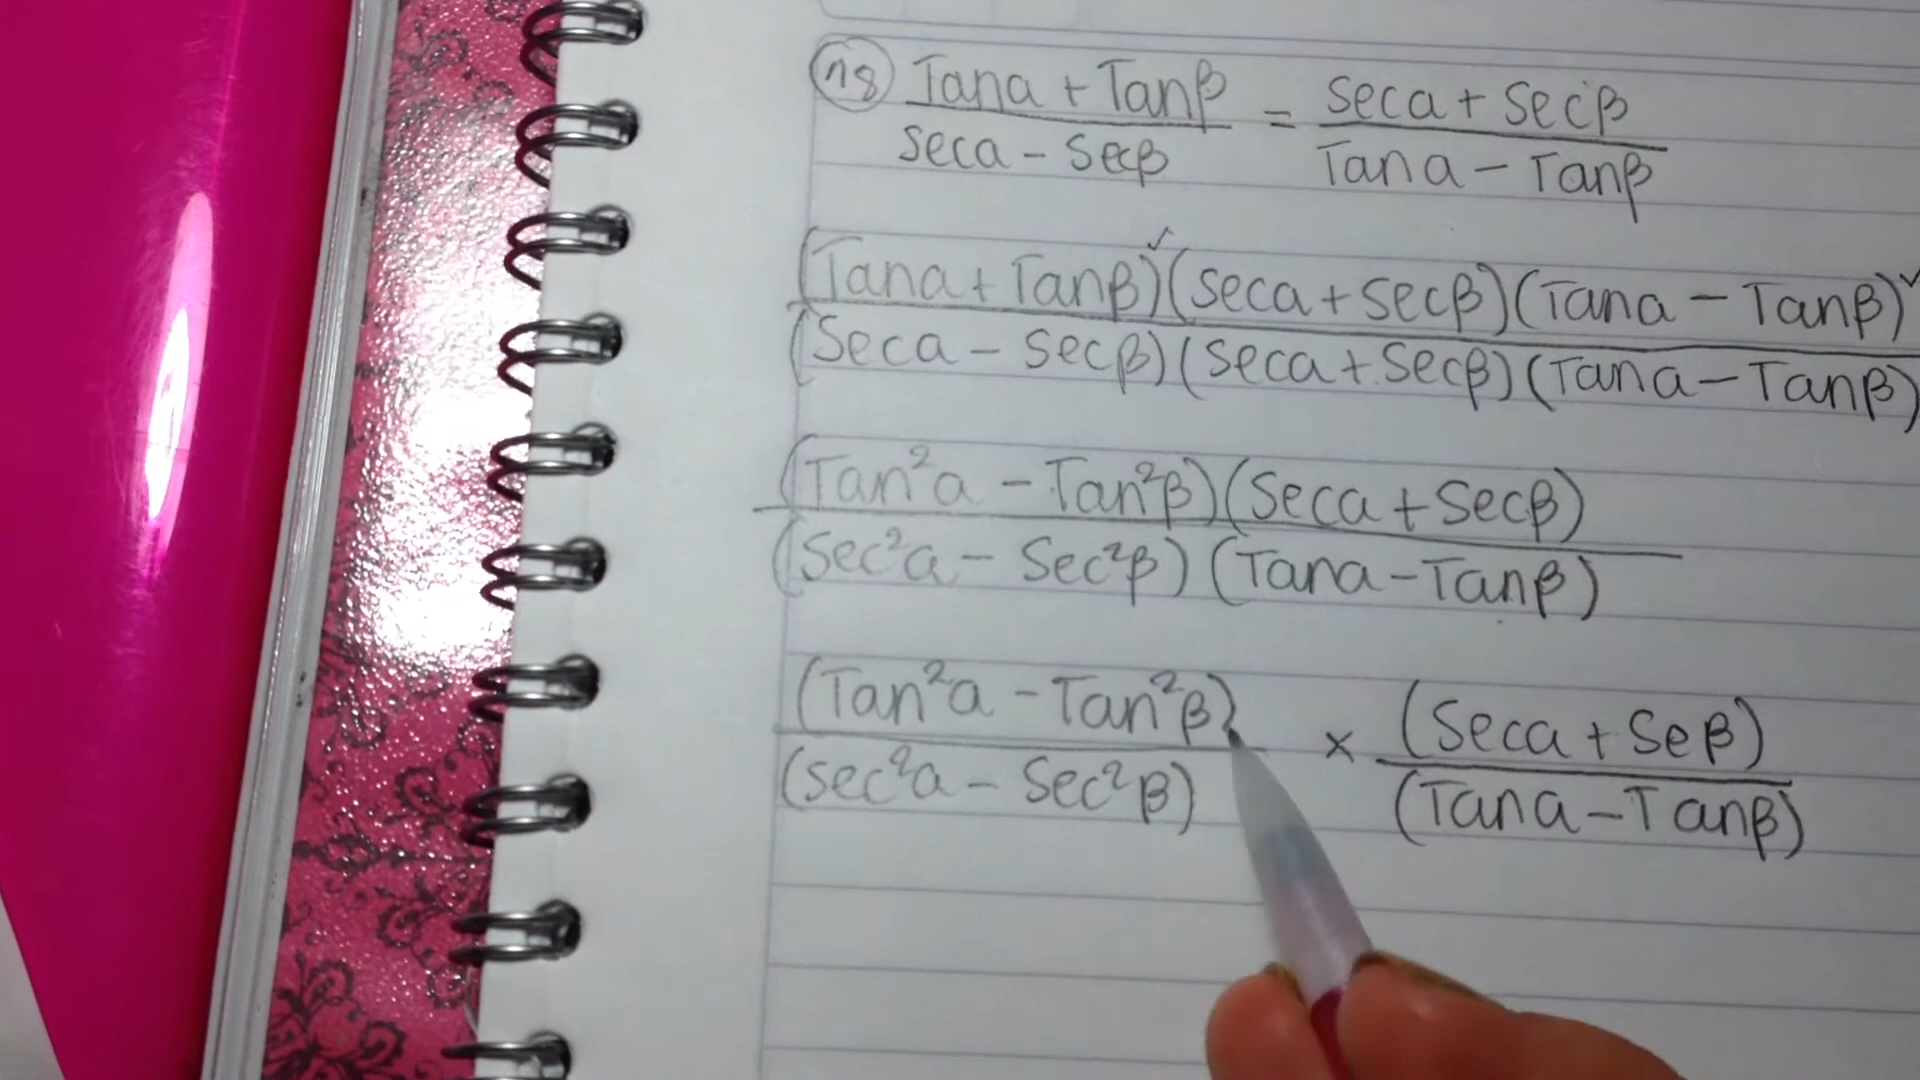 18 Tana + Tanβ / seca - secβ = seca + Secβ / Tana - Tanβ
(Tana + Tanβ)✓(seca + secβ)(Tana - Tanβ)✓
(Seca - secβ)(seca + Secβ)(Tana - Tanβ)
(Tan²a - Tan²β)(Seca + Secβ)
(Sec²a - Sec²β)(Tana - Tanβ)
(Tan²a - Tan²β) × (Seca + Seβ)
(sec²a - Sec²β) (Tana - Tanβ)